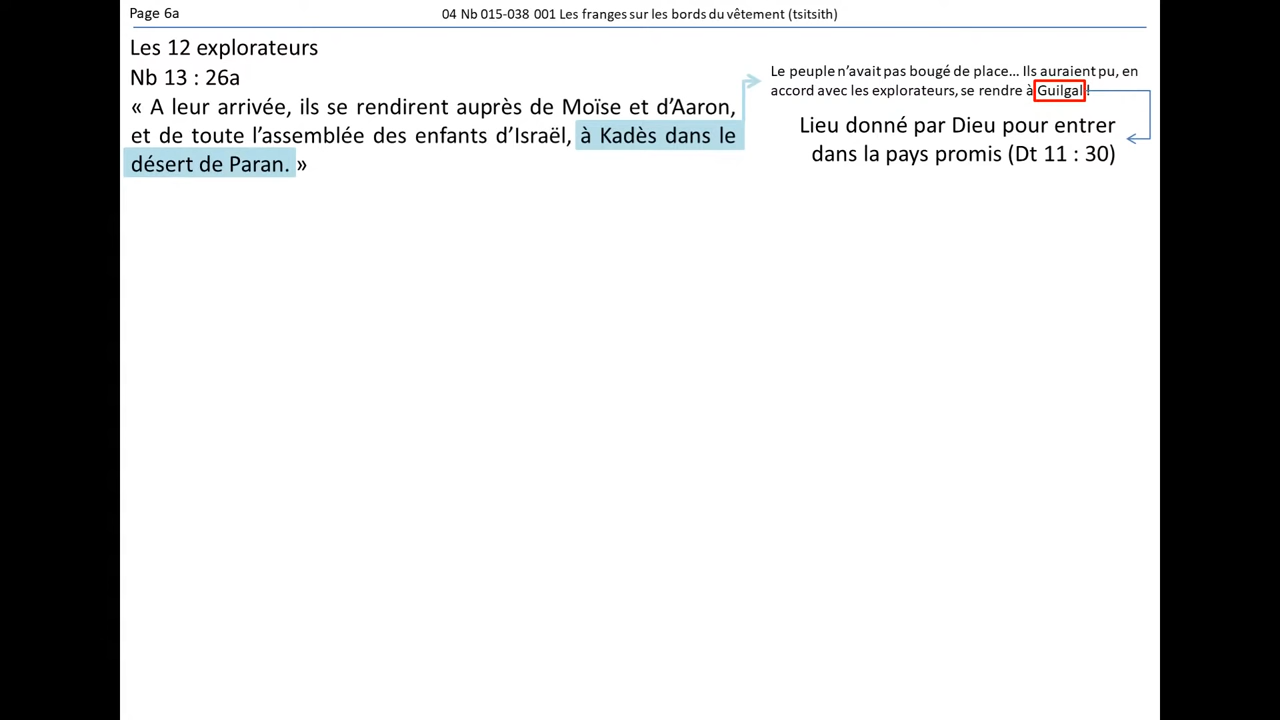 Page 6a
04 Nb 015-038 001 Les franges sur les bords du vêtement (tsitsith)
Les 12 explorateurs
Nb 13 : 26a
« A leur arrivée, ils se rendirent auprès de Moïse et d’Aaron,
et de toute l’assemblée des enfants d’Israël, à Kadès dans le
désert de Paran. »
Le peuple n’avait pas bougé de place... Ils auraient pu, en
accord avec les explorateurs, se rendre à Guilgal !
Lieu donné par Dieu pour entrer
dans la pays promis (Dt 11 : 30)